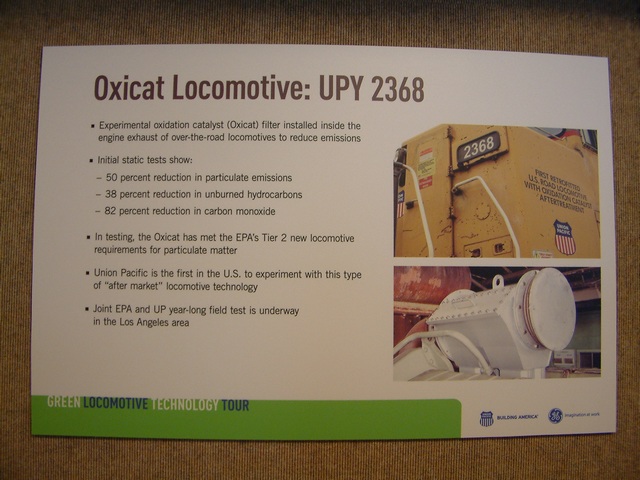 Oxicat Locomotive: UPY 2368
▪ Experimental oxidation catalyst (Oxicat) filter installed inside the
engine exhaust of over-the-road locomotives to reduce emissions
▪ Initial static tests show:
– 50 percent reduction in particulate emissions
– 38 percent reduction in unburned hydrocarbons
– 82 percent reduction in carbon monoxide
▪ In testing, the Oxicat has met the EPA's Tier 2 new locomotive
requirements for particulate matter
▪ Union Pacific is the first in the U.S. to experiment with this type
of "after market" locomotive technology
▪ Joint EPA and UP year-long field test is underway
in the Los Angeles area
2368
FIRST RETROFITTED
U.S. ROAD LOCOMOTIVE
WITH OXIDATION CATALYST
AFTERTREATMENT
UNION
PACIFIC
GREEN LOCOMOTIVE TECHNOLOGY TOUR
BUILDING AMERICA
imagination at work